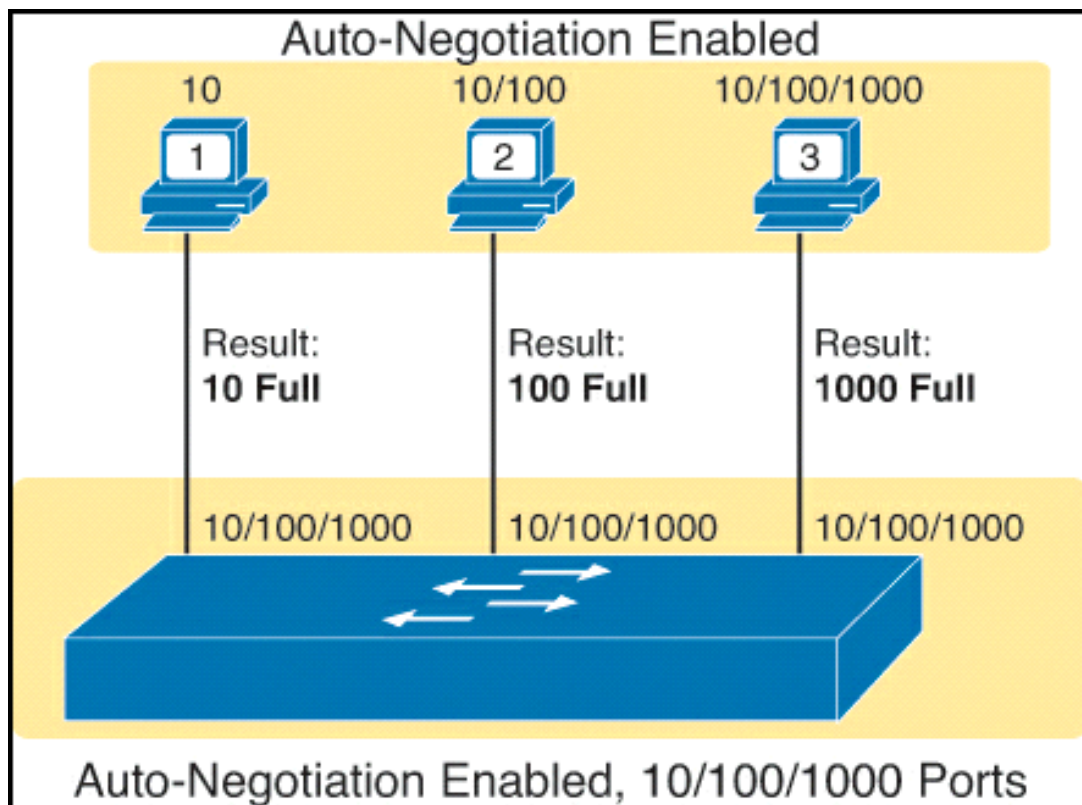 Auto-Negotiation Enabled
10
10/100
10/100/1000
1
2
3
Result:
10 Full
Result:
100 Full
Result:
1000 Full
10/100/1000
10/100/1000
10/100/1000
Auto-Negotiation Enabled, 10/100/1000 Ports